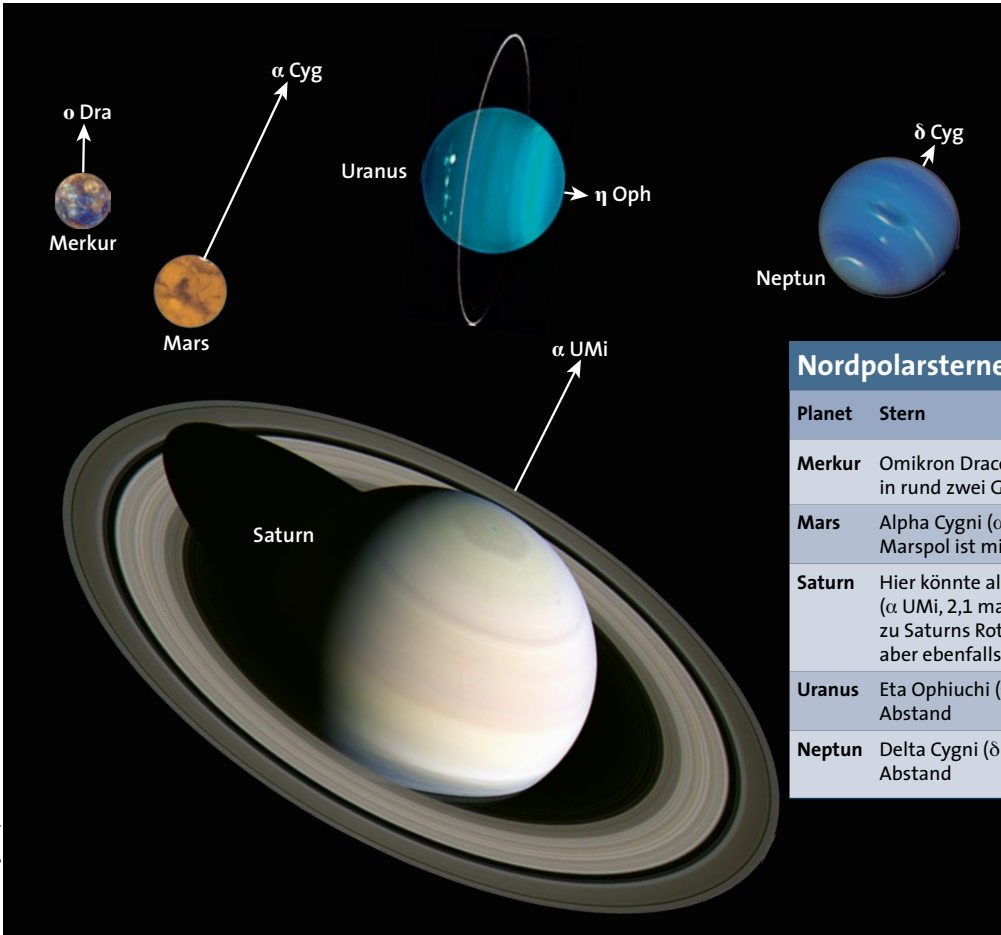 α Cyg
ο Dra
δ Cyg
Uranus
η Oph
Merkur
Neptun
Mars
α UMi
Nordpolarsterne
Planet Stern
Merkur Omikron Drac
in rund zwei G
Mars Alpha Cygni (α
Marspol ist mi
Saturn Hier könnte al
(α UMi, 2,1 ma
zu Saturns Rot
aber ebenfalls
Uranus Eta Ophiuchi (
Abstand
Neptun Delta Cygni (δ
Abstand
Saturn